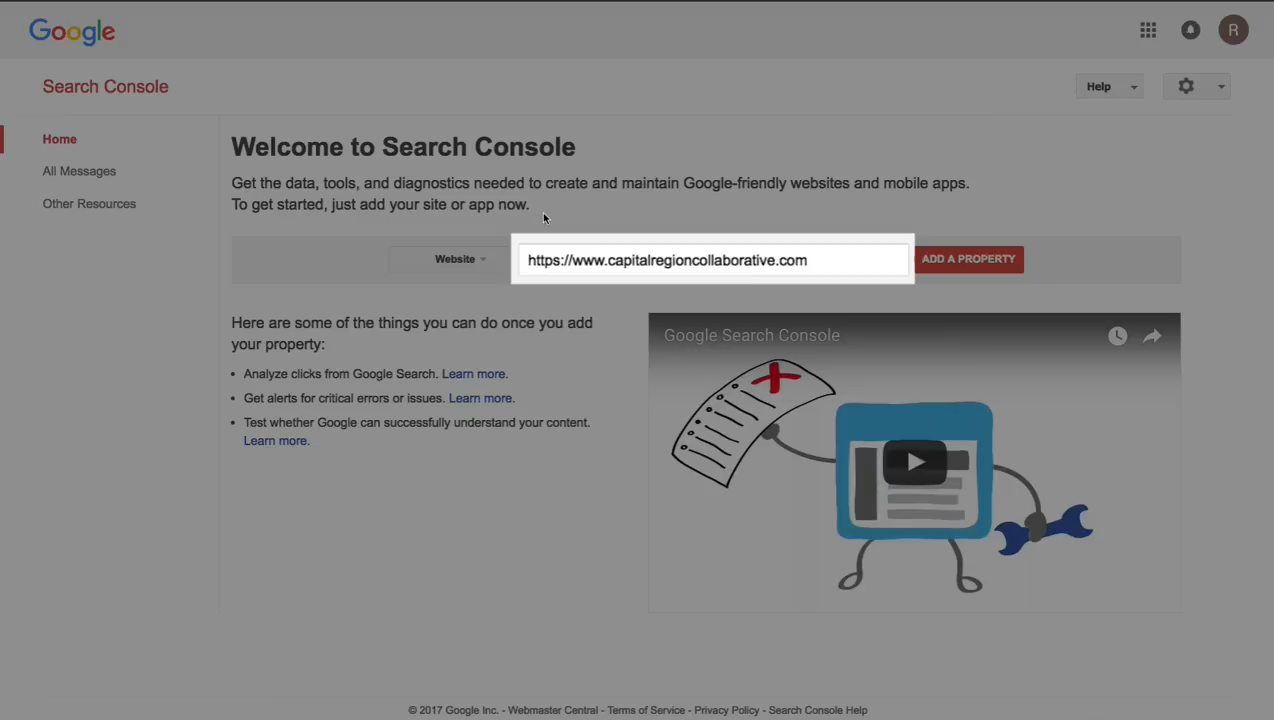 Google
R
Search Console
Help
Home
All Messages
Other Resources
Welcome to Search Console
Get the data, tools, and diagnostics needed to create and maintain Google-friendly websites and mobile apps.
To get started, just add your site or app now.
Website
https://www.capitalregioncollaborative.com
ADD A PROPERTY
Here are some of the things you can do once you add
your property:
• Analyze clicks from Google Search. Learn more.
• Get alerts for critical errors or issues. Learn more.
• Test whether Google can successfully understand your content.
Learn more.
Google Search Console
© 2017 Google Inc. - Webmaster Central - Terms of Service - Privacy Policy - Search Console Help